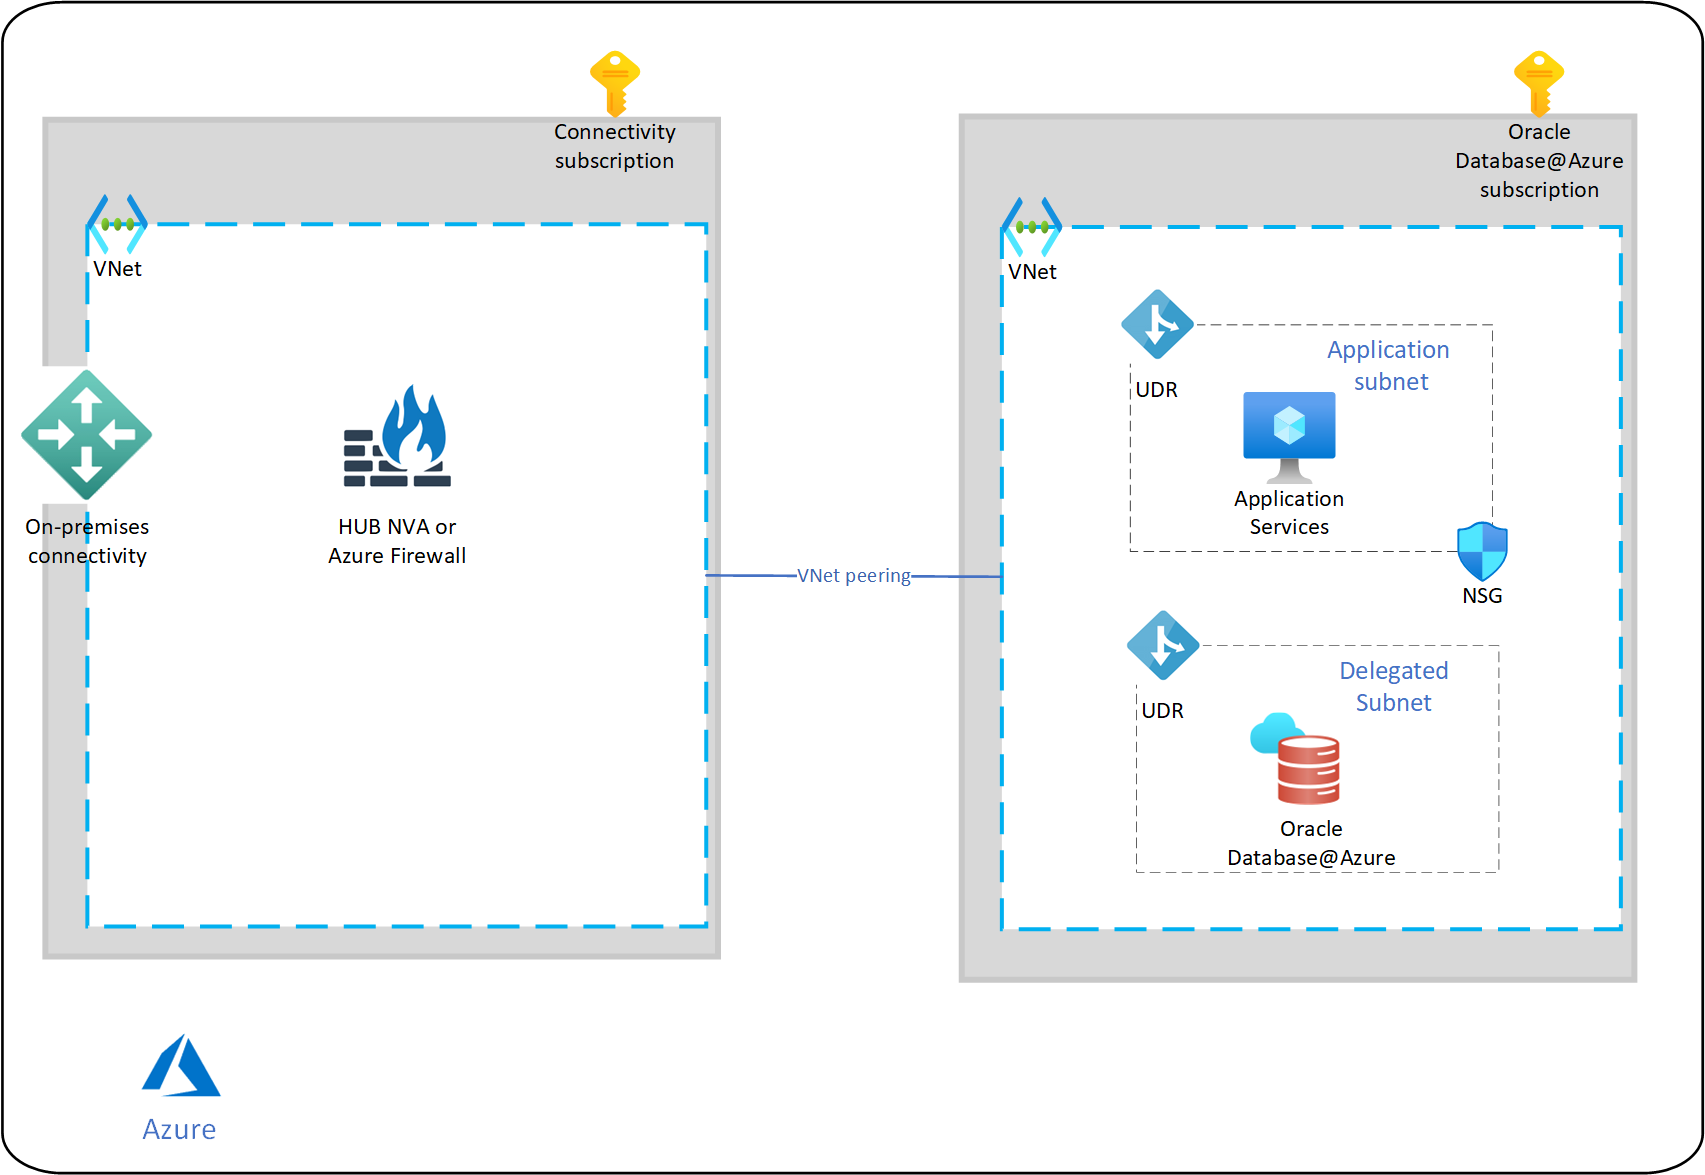 Connectivity
subscription
VNet
On-premises
connectivity
HUB NVA or
Azure Firewall
VNet peering
Oracle
Database@Azure
subscription
VNet
UDR
Application
subnet
Application
Services
NSG
UDR
Delegated
Subnet
Oracle
Database@Azure
Azure